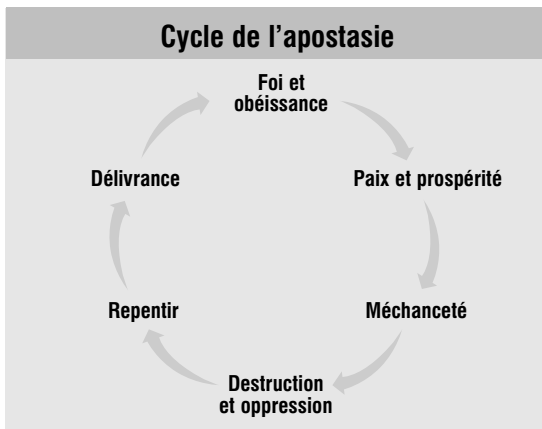 Cycle de l'apostasie
Foi et
obéissance
Paix et prospérité
Méchanceté
Destruction
et oppression
Repentir
Délivrance